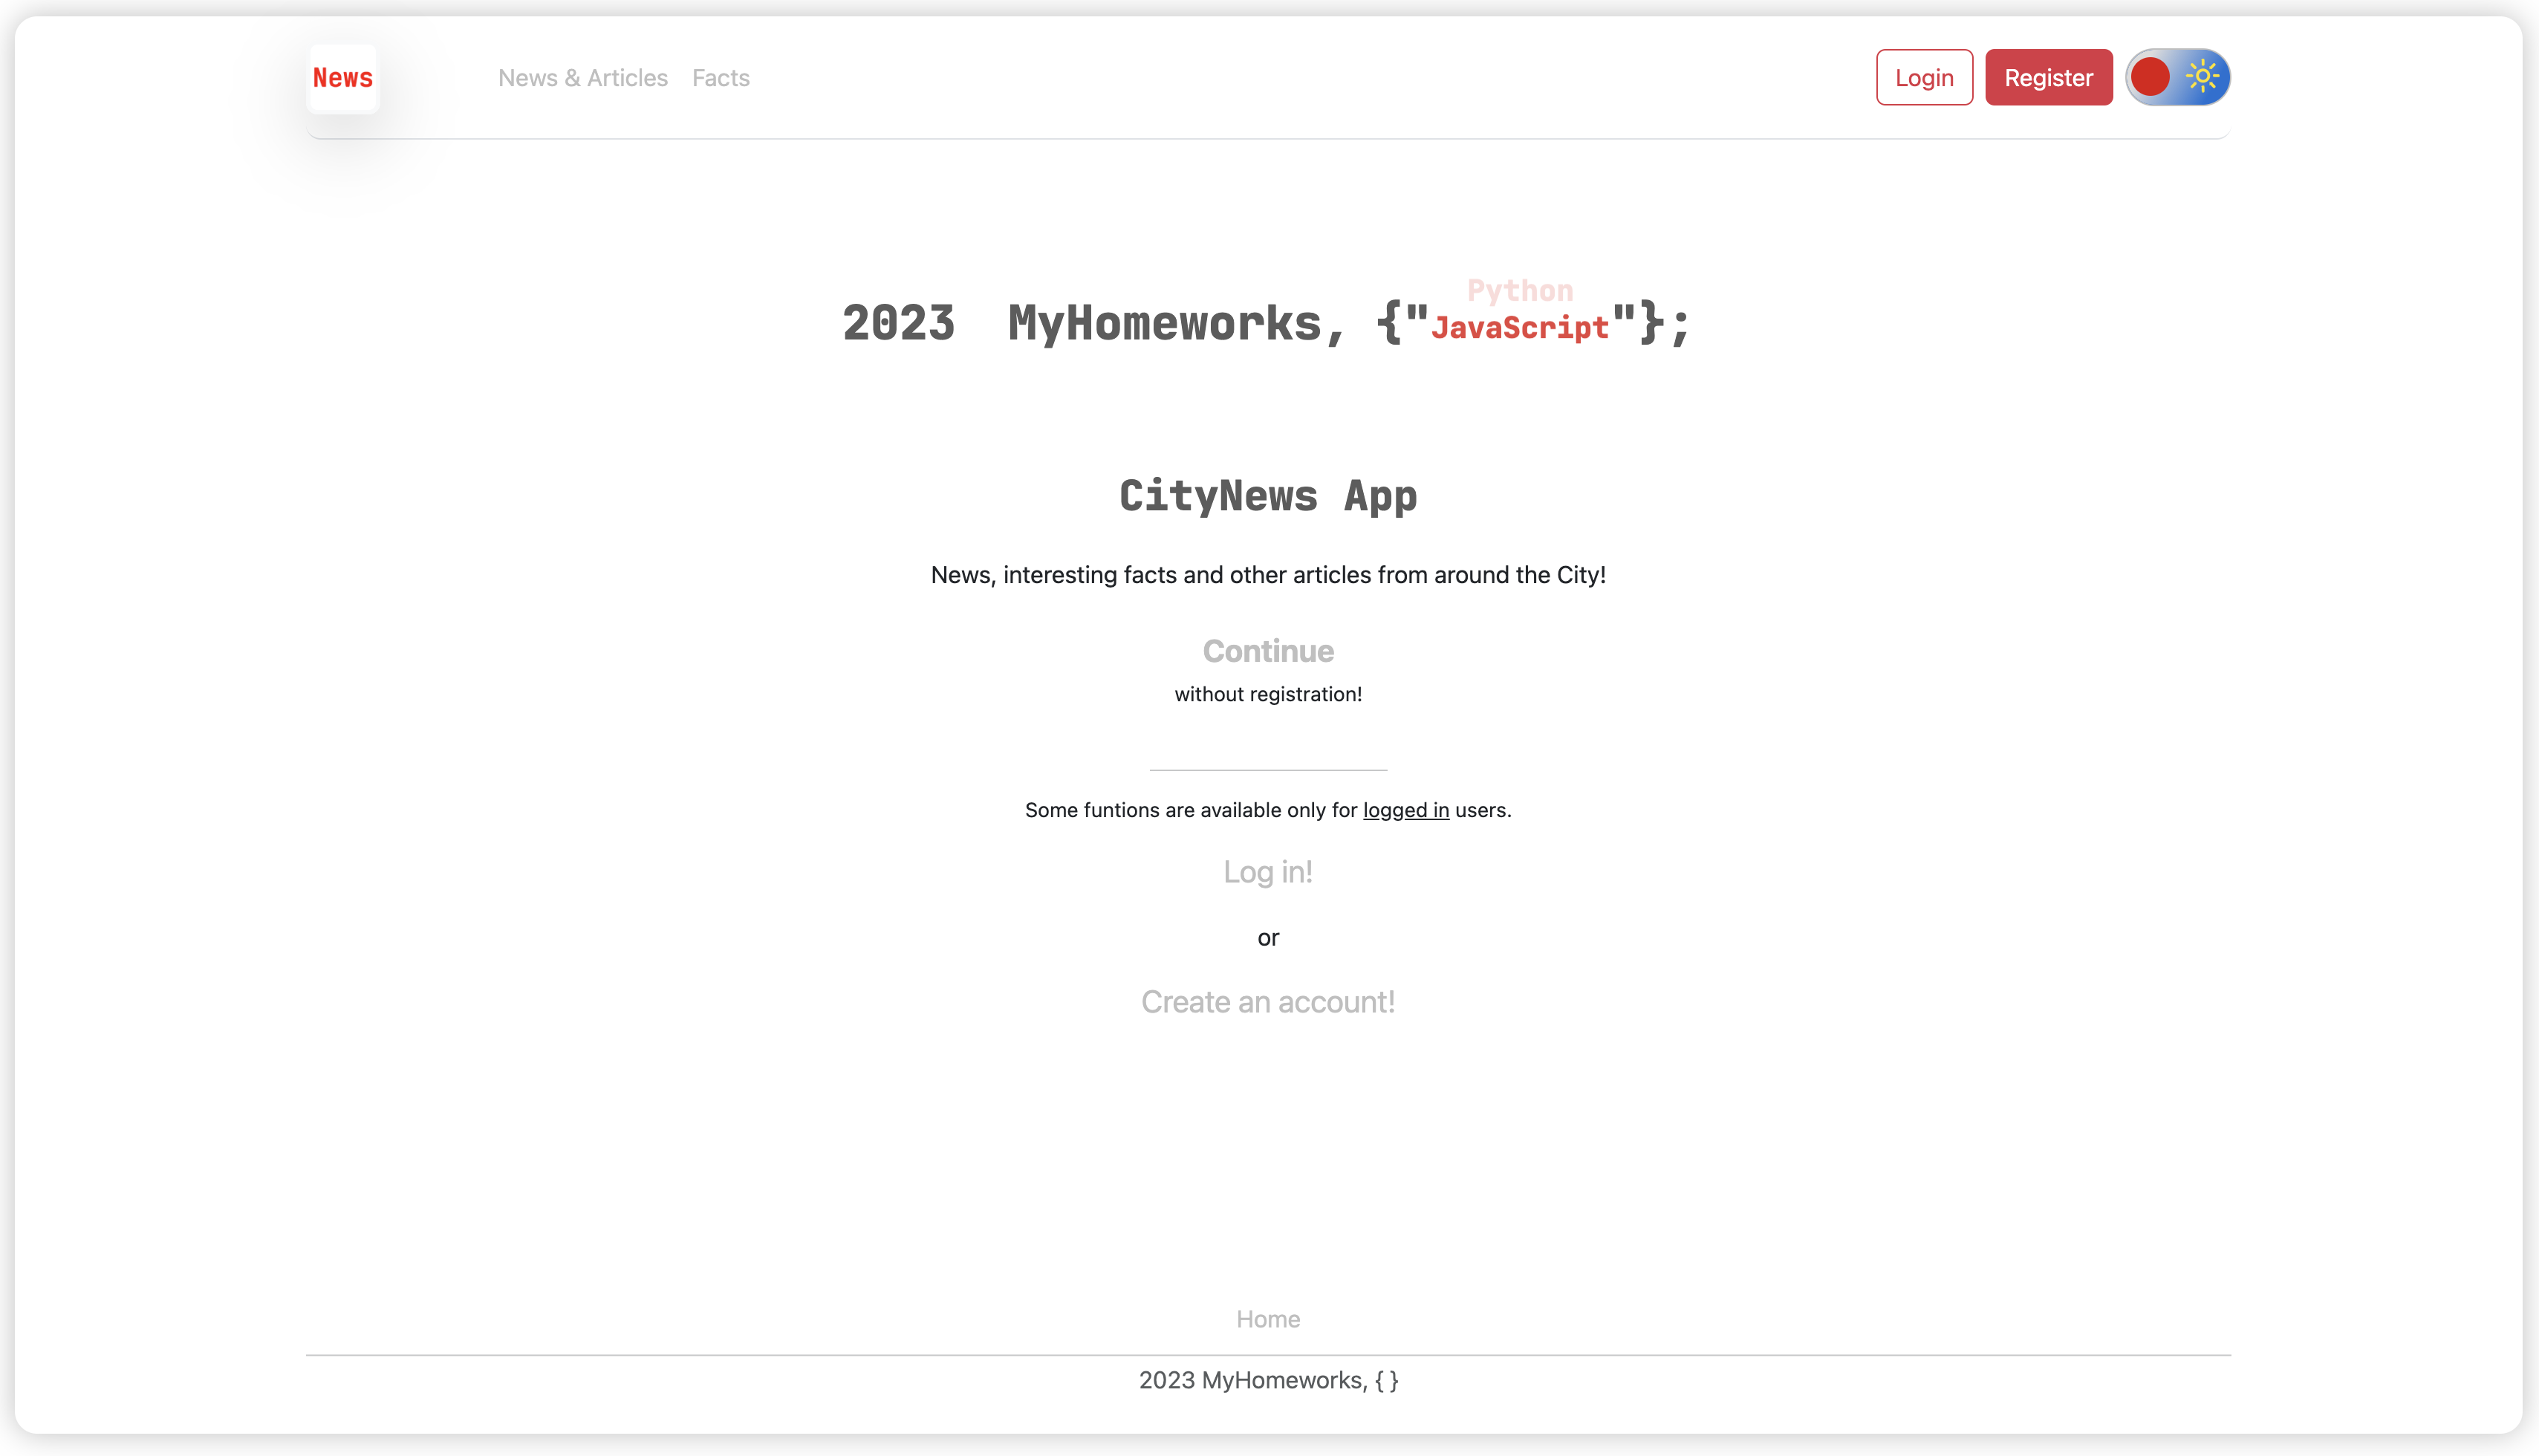 News
News & Articles Facts
Login Register
Python
2023 MyHomeworks, {"JavaScript"};
CityNews App
News, interesting facts and other articles from around the City!
Continue
without registration!
Some funtions are available only for logged in users.
Log in!
or
Create an account!
Home
2023 MyHomeworks, { }